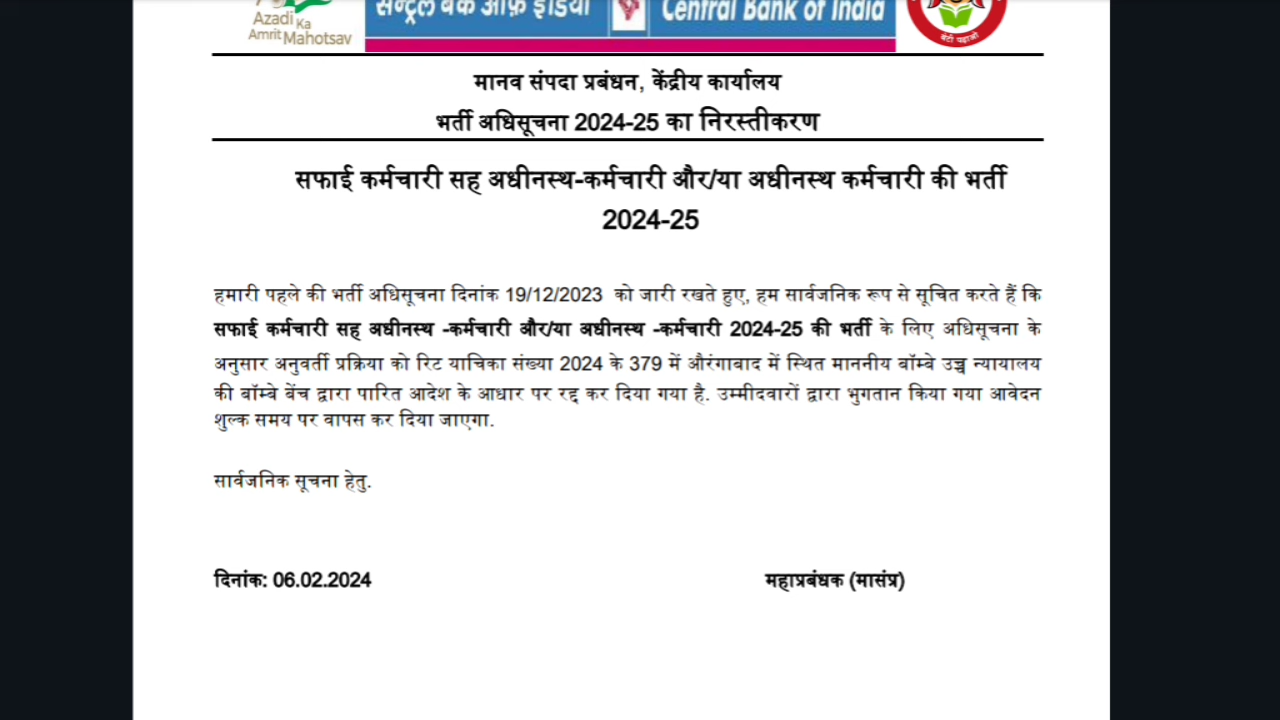 Azadi Ka
Amrit Mahotsav
सेन्ट्रल बैंक ऑफ़ इंडिया Central Bank of India
बेटी पढ़ाओ
मानव संपदा प्रबंधन, केंद्रीय कार्यालय
भर्ती अधिसूचना 2024-25 का निरस्तीकरण
सफाई कर्मचारी सह अधीनस्थ-कर्मचारी और/या अधीनस्थ कर्मचारी की भर्ती
2024-25
हमारी पहले की भर्ती अधिसूचना दिनांक 19/12/2023 को जारी रखते हुए, हम सार्वजनिक रूप से सूचित करते हैं कि
सफाई कर्मचारी सह अधीनस्थ -कर्मचारी और/या अधीनस्थ -कर्मचारी 2024-25 की भर्ती के लिए अधिसूचना के
अनुसार अनुवर्ती प्रक्रिया को रिट याचिका संख्या 2024 के 379 में औरंगाबाद में स्थित माननीय बॉम्बे उच्च न्यायालय
की बॉम्बे बेंच द्वारा पारित आदेश के आधार पर रद्द कर दिया गया है. उम्मीदवारों द्वारा भुगतान किया गया आवेदन
शुल्क समय पर वापस कर दिया जाएगा.
सार्वजनिक सूचना हेतु.
दिनांक: 06.02.2024 महाप्रबंधक (मासंप्र)